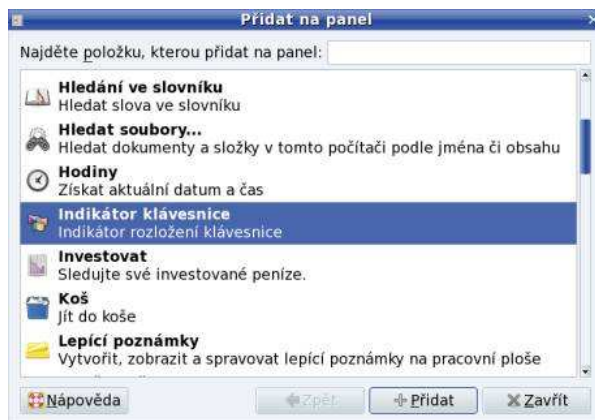 Přidat na panel
Najděte položku, kterou přidat na panel:
Hledání ve slovníku
Hledat slova ve slovníku
Hledat soubory...
Hledat dokumenty a složky v tomto počítači podle jména či obsahu
Hodiny
Získat aktuální datum a čas
Indikátor klávesnice
Indikátor rozložení klávesnice
Investovat
Sledujte své investované peníze.
Koš
Jít do koše
Lepící poznámky
Vytvořit, zobrazit a spravovat lepící poznámky na pracovní ploše
Nápověda Zpět Přidat Zavřít